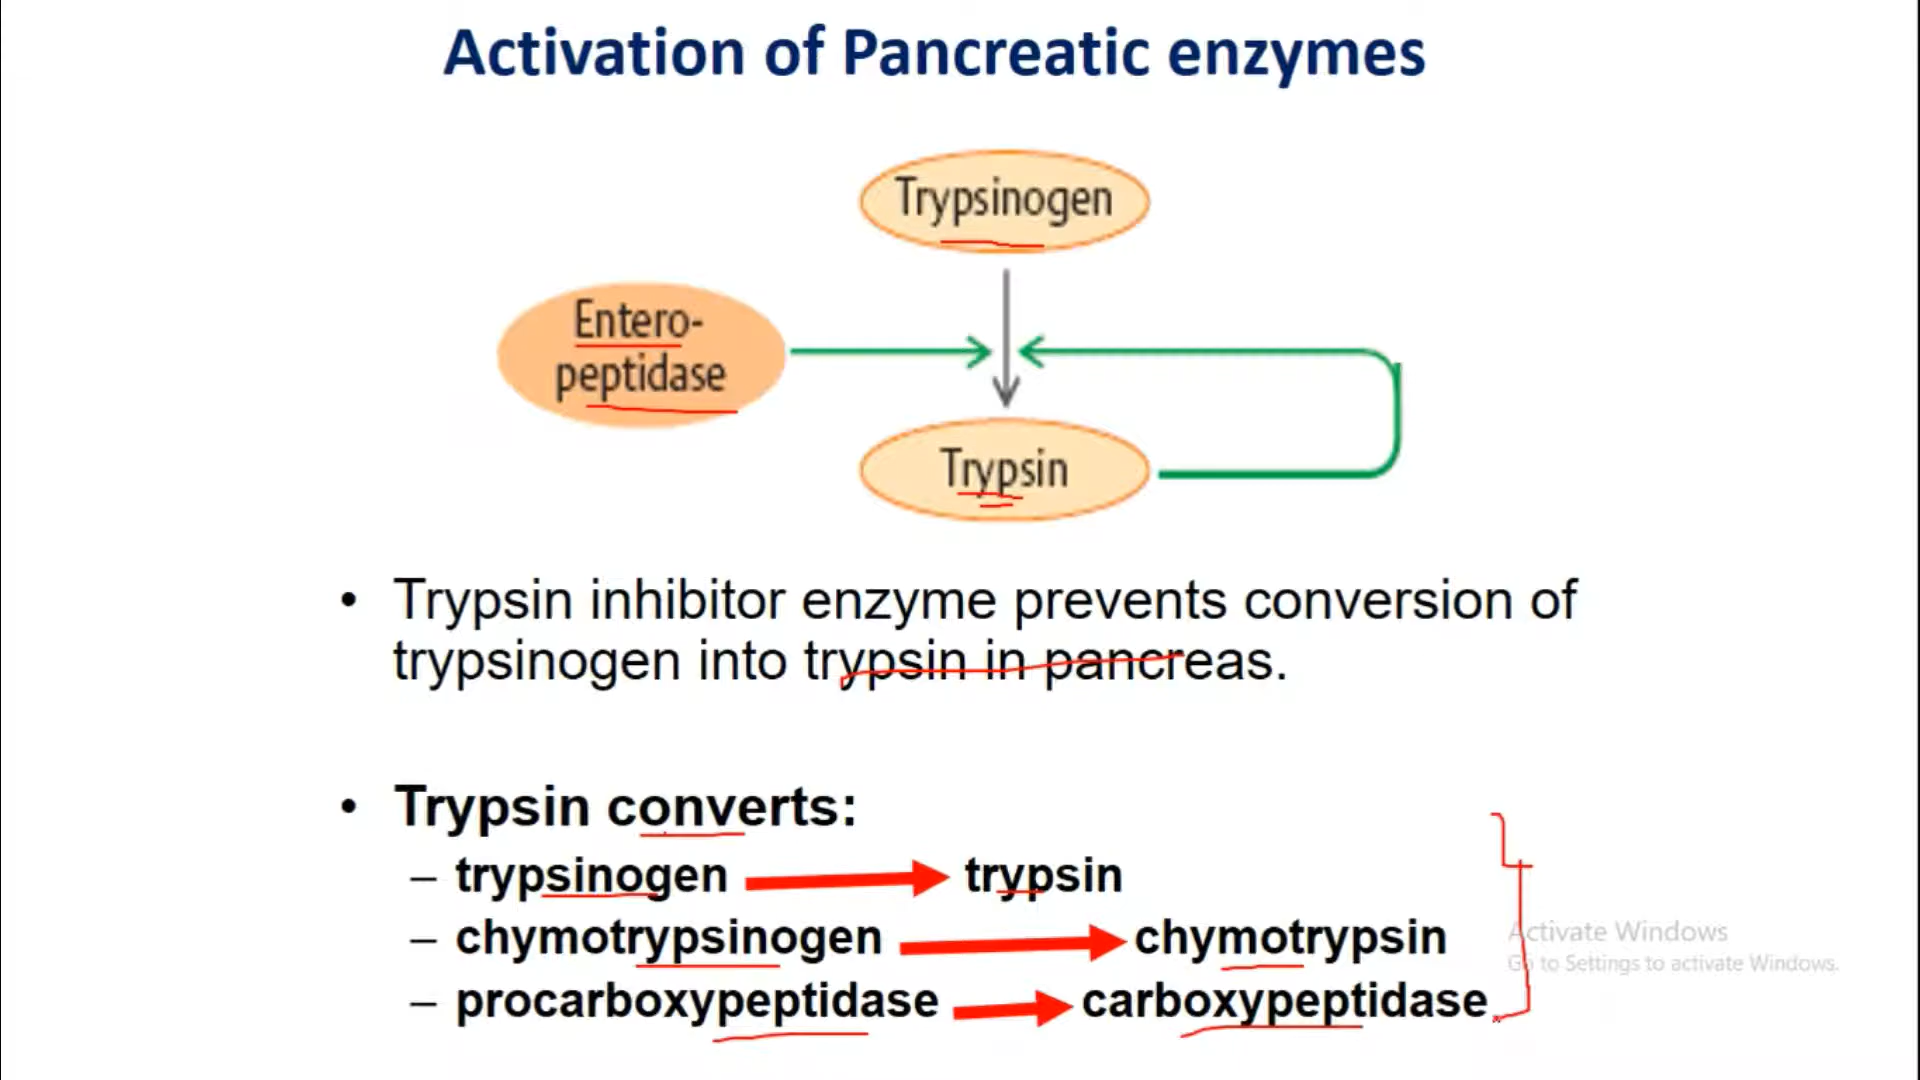 Activation of Pancreatic enzymes
Trypsinogen
Entero-
peptidase
Trypsin
• Trypsin inhibitor enzyme prevents conversion of
trypsinogen into trypsin in pancreas.
• Trypsin converts:
– trypsinogen trypsin
– chymotrypsinogen chymotrypsin
– procarboxypeptidase carboxypeptidase
Activate Windows
Go to Settings to activate Windows.